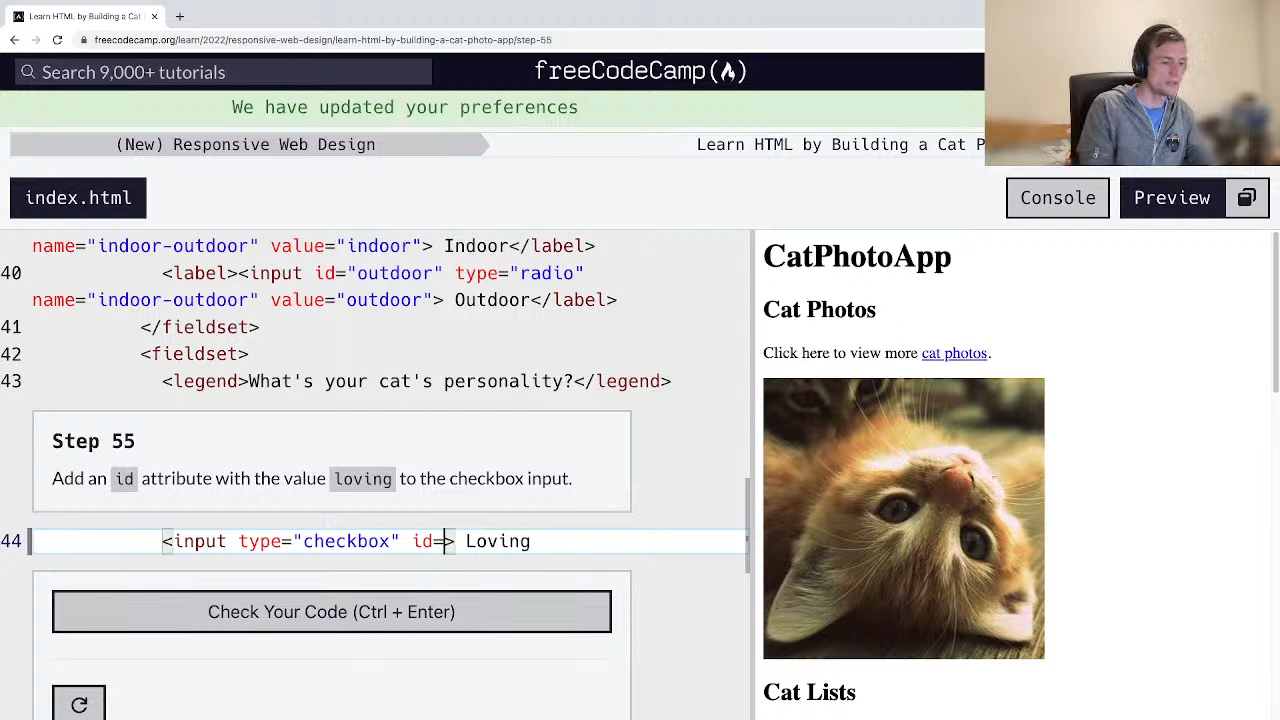 Learn HTML by Building a Cat
freecodecamp.org/learn/2022/responsive-web-design/learn-html-by-building-a-cat-photo-app/step-55
Search 9,000+ tutorials
freeCodeCamp
We have updated your preferences
(New) Responsive Web Design
Learn HTML by Building a Cat P
index.html
Console
Preview
name="indoor-outdoor" value="indoor"> Indoor</label>
40 <label><input id="outdoor" type="radio"
name="indoor-outdoor" value="outdoor"> Outdoor</label>
41 </fieldset>
42 <fieldset>
43 <legend>What's your cat's personality?</legend>
Step 55
Add an id attribute with the value loving to the checkbox input.
44 <input type="checkbox" id=> Loving
Check Your Code (Ctrl + Enter)
CatPhotoApp
Cat Photos
Click here to view more cat photos.
Cat Lists